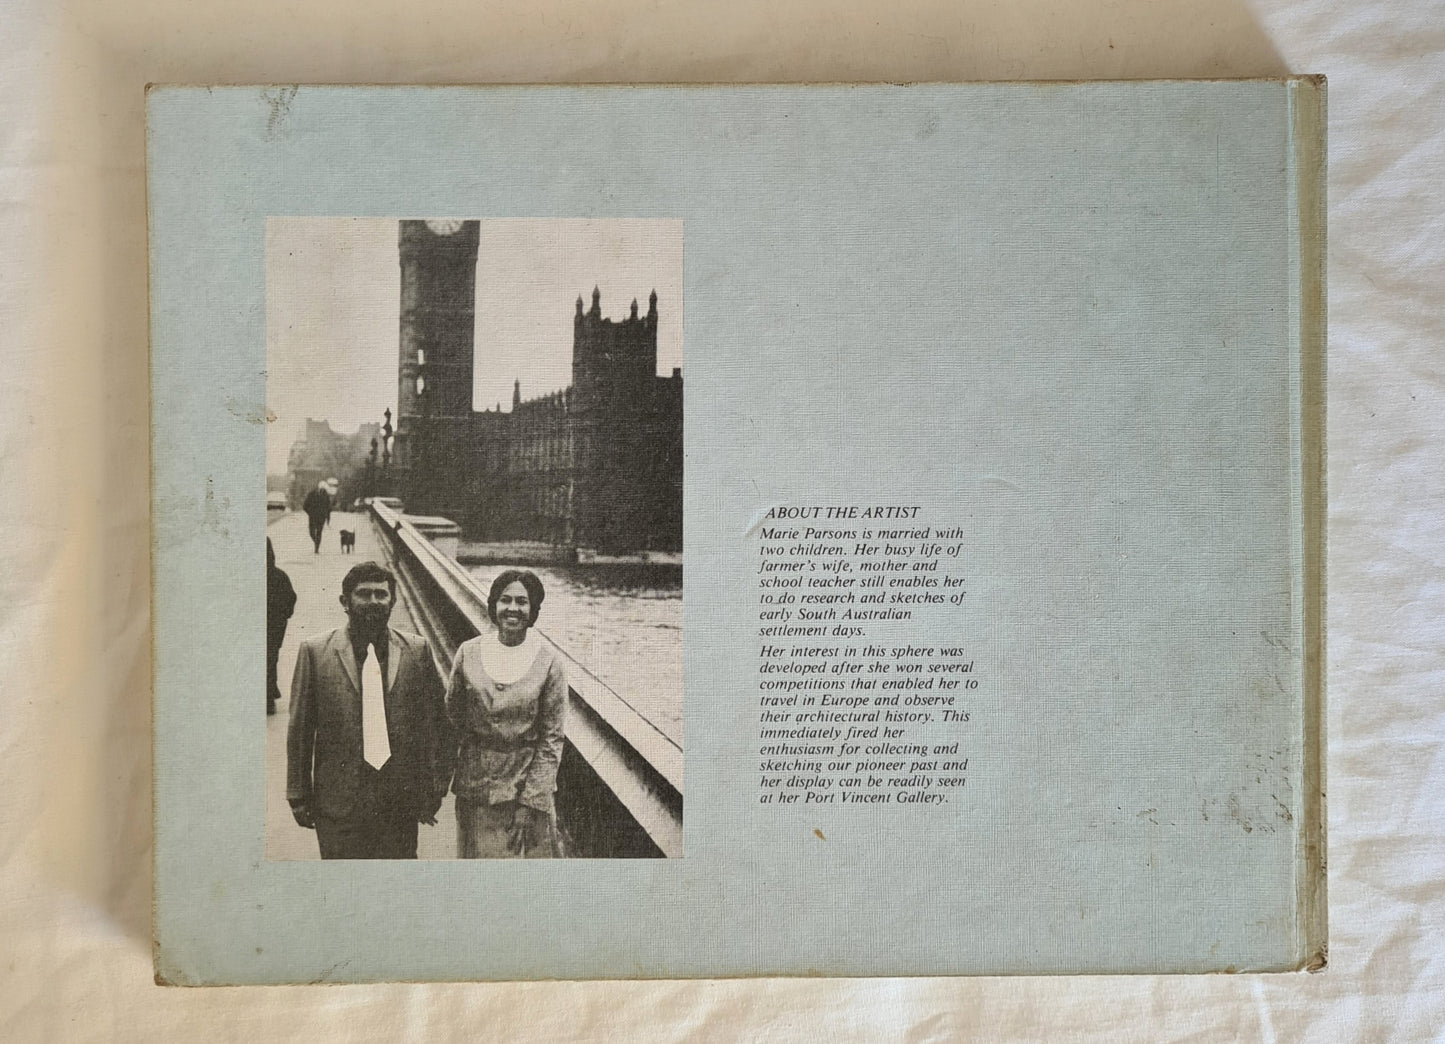 ABOUT THE ARTIST
Marie Parsons is married with
two children. Her busy life of
farmer's wife, mother and
school teacher still enables her
to do research and sketches of
early South Australian
settlement days.
Her interest in this sphere was
developed after she won several
competitions that enabled her to
travel in Europe and observe
their architectural history. This
immediately fired her
enthusiasm for collecting and
sketching our pioneer past and
her display can be readily seen
at her Port Vincent Gallery.